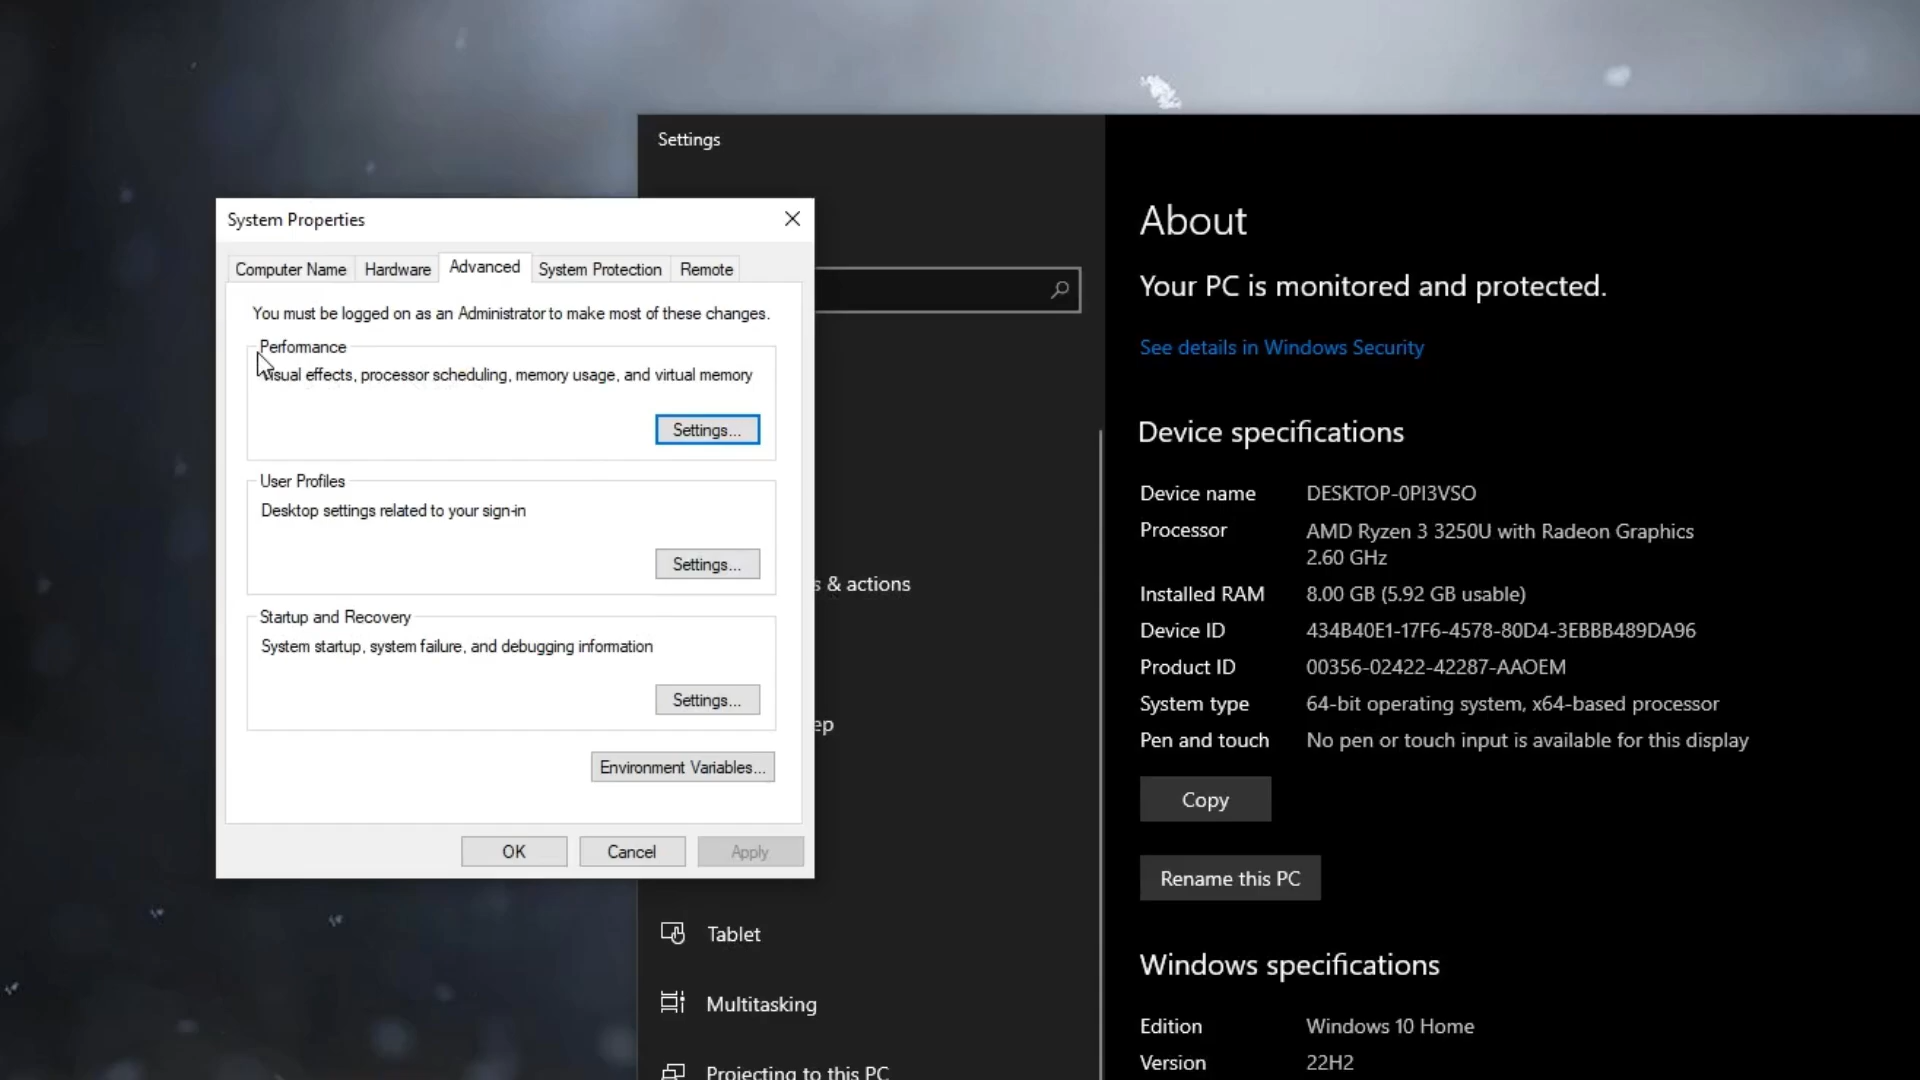 Settings
System Properties
Computer Name
Hardware
Advanced
System Protection
Remote
You must be logged on as an Administrator to make most of these changes.
Performance
Visual effects, processor scheduling, memory usage, and virtual memory
Settings...
User Profiles
Desktop settings related to your sign-in
Settings...
Startup and Recovery
System startup, system failure, and debugging information
Settings...
Environment Variables...
OK
Cancel
Apply
s & actions
ep
Tablet
Multitasking
Projecting to this PC
About
Your PC is monitored and protected.
See details in Windows Security
Device specifications
Device name DESKTOP-0PI3VSO
Processor AMD Ryzen 3 3250U with Radeon Graphics
2.60 GHz
Installed RAM 8.00 GB (5.92 GB usable)
Device ID 434B40E1-17F6-4578-80D4-3EBBB489DA96
Product ID 00356-02422-42287-AAOEM
System type 64-bit operating system, x64-based processor
Pen and touch No pen or touch input is available for this display
Copy
Rename this PC
Windows specifications
Edition Windows 10 Home
Version 22H2